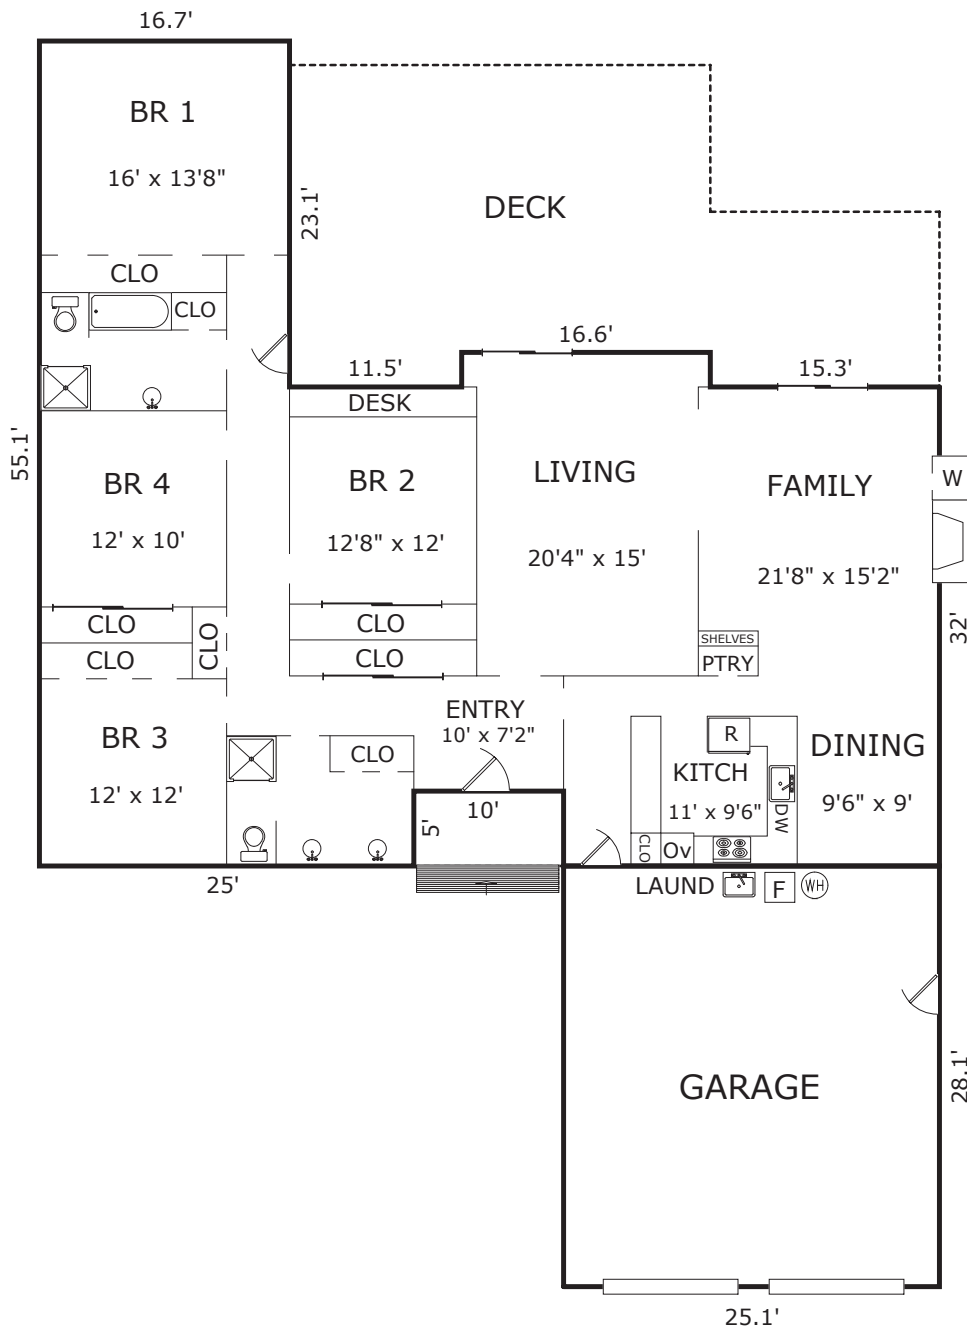 16.7'
BR 1
16' x 13'8"
23.1'
DECK
CLO
CLO
16.6'
11.5'
15.3'
DESK
55.1'
BR 4
12' x 10'
BR 2
12'8" x 12'
LIVING
20'4" x 15'
FAMILY
21'8" x 15'2"
W
32'
CLO
CLO
CLO
CLO
CLO
SHELVES
PTRY
ENTRY
10' x 7'2"
BR 3
12' x 12'
CLO
R
KITCH
11' x 9'6"
DINING
9'6" x 9'
DW
10'
5'
CLO
Ov
25'
LAUND
F
WH
GARAGE
28.1'
25.1'